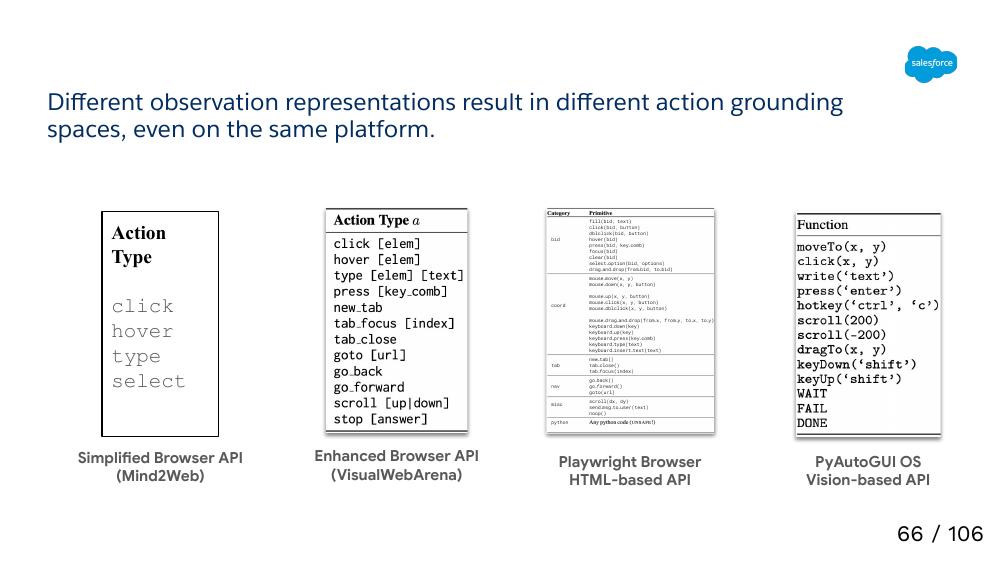 salesforce
Different observation representations result in different action grounding
spaces, even on the same platform.
Action
Type
click
hover
type
select
Simplified Browser API
(Mind2Web)
Action Type a
click [elem]
hover [elem]
type [elem] [text]
press [key_comb]
new_tab
tab_focus [index]
tab_close
goto [url]
go_back
go_forward
scroll [up|down]
stop [answer]
Enhanced Browser API
(VisualWebArena)
Category Primitive
bid
fill(bid, text)
click(bid, button)
dblclick(bid, button)
hover(bid)
press(bid, key_comb)
focus(bid)
clear(bid)
select_option(bid, options)
drag_and_drop(from_bid, to_bid)
coord
mouse_move(x, y)
mouse_down(x, y, button)
mouse_up(x, y, button)
mouse_click(x, y, button)
mouse_dblclick(x, y, button)
mouse_drag_and_drop(from_x, from_y, to_x, to_y)
keyboard_down(key)
keyboard_up(key)
keyboard_press(key_comb)
keyboard_type(text)
keyboard_insert_text(text)
tab
new_tab()
tab_close()
tab_focus(index)
nav
go_back()
go_forward()
goto(url)
misc
scroll(dx, dy)
send_msg_to_user(text)
noop()
python Any python code (UNSAFE!)
Playwright Browser
HTML-based API
Function
moveTo(x, y)
click(x, y)
write(‘text’)
press(‘enter’)
hotkey(‘ctrl’, ‘c’)
scroll(200)
scroll(-200)
dragTo(x, y)
keyDown(‘shift’)
keyUp(‘shift’)
WAIT
FAIL
DONE
PyAutoGUI OS
Vision-based API
66 / 106